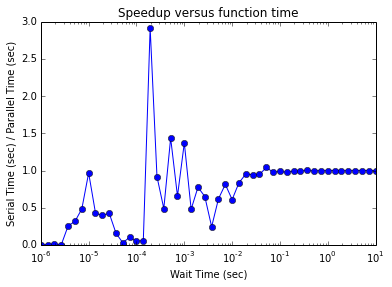 Speedup versus function time
Serial Time (sec) / Parallel Time (sec)
3.0
2.5
2.0
1.5
1.0
0.5
0.0
10^-6 10^-5 10^-4 10^-3 10^-2 10^-1 10^0 10^1
Wait Time (sec)